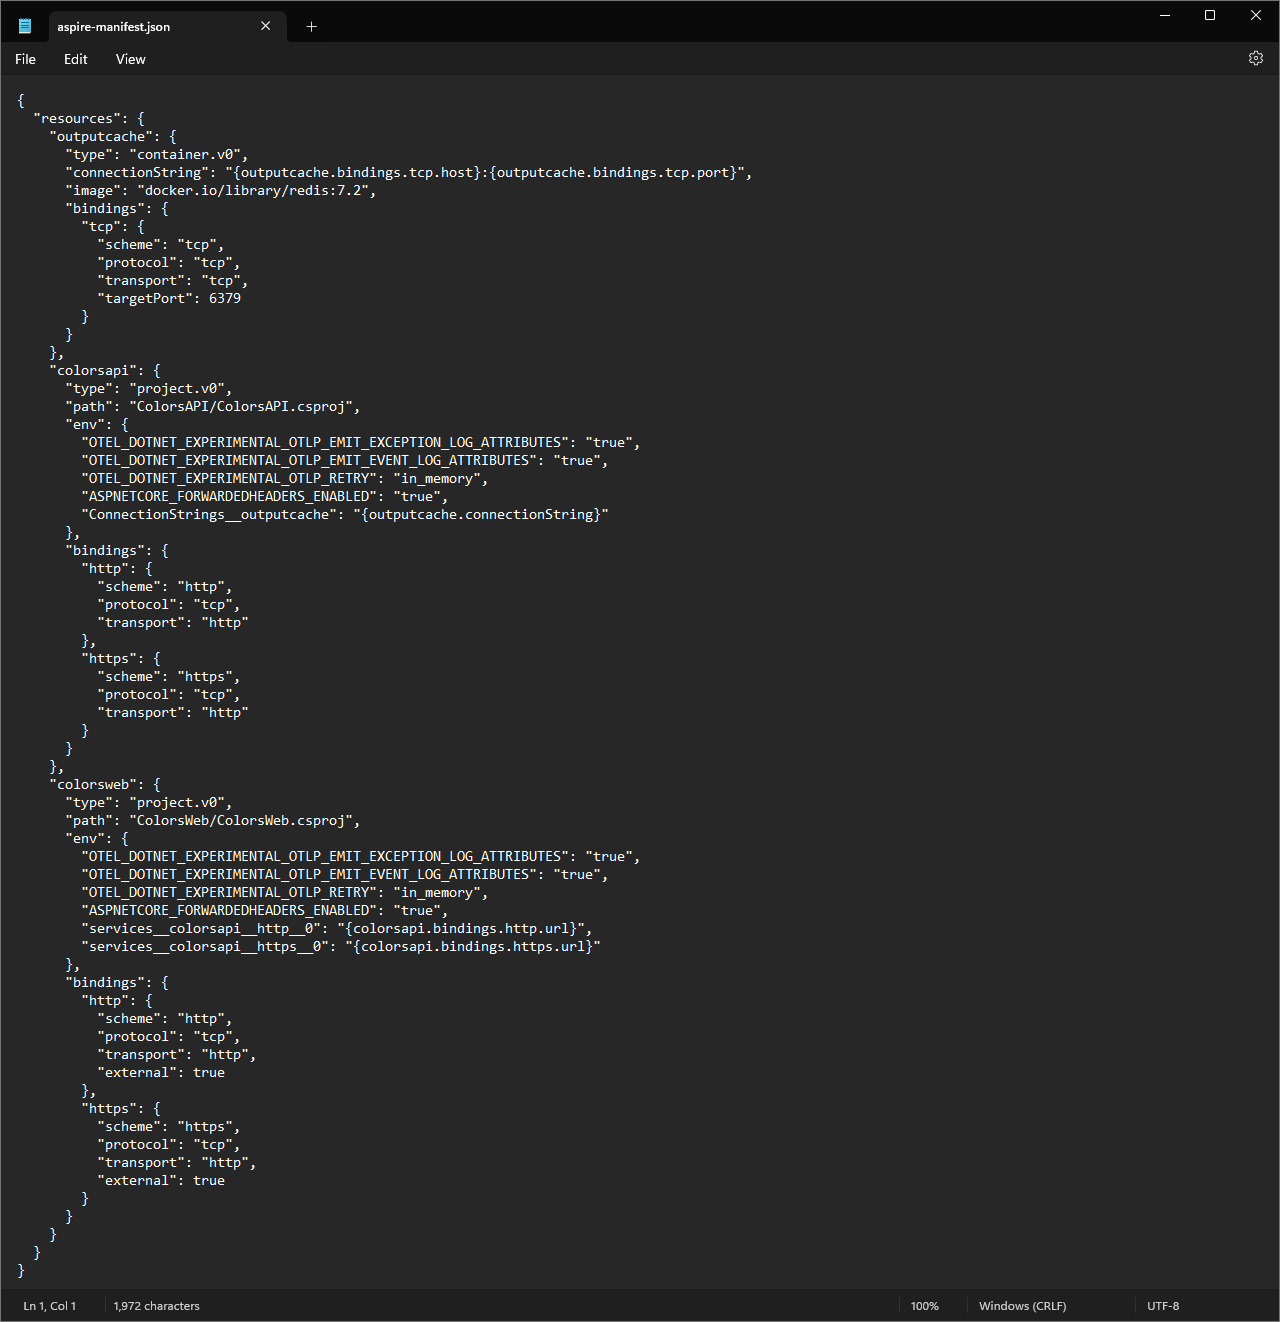 aspire-manifest.json
File Edit View
{
  "resources": {
    "outputcache": {
      "type": "container.v0",
      "connectionString": "{outputcache.bindings.tcp.host}:{outputcache.bindings.tcp.port}",
      "image": "docker.io/library/redis:7.2",
      "bindings": {
        "tcp": {
          "scheme": "tcp",
          "protocol": "tcp",
          "transport": "tcp",
          "targetPort": 6379
        }
      }
    },
    "colorsapi": {
      "type": "project.v0",
      "path": "ColorsAPI/ColorsAPI.csproj",
      "env": {
        "OTEL_DOTNET_EXPERIMENTAL_OTLP_EMIT_EXCEPTION_LOG_ATTRIBUTES": "true",
        "OTEL_DOTNET_EXPERIMENTAL_OTLP_EMIT_EVENT_LOG_ATTRIBUTES": "true",
        "OTEL_DOTNET_EXPERIMENTAL_OTLP_RETRY": "in_memory",
        "ASPNETCORE_FORWARDEDHEADERS_ENABLED": "true",
        "ConnectionStrings__outputcache": "{outputcache.connectionString}"
      },
      "bindings": {
        "http": {
          "scheme": "http",
          "protocol": "tcp",
          "transport": "http"
        },
        "https": {
          "scheme": "https",
          "protocol": "tcp",
          "transport": "http"
        }
      }
    },
    "colorsweb": {
      "type": "project.v0",
      "path": "ColorsWeb/ColorsWeb.csproj",
      "env": {
        "OTEL_DOTNET_EXPERIMENTAL_OTLP_EMIT_EXCEPTION_LOG_ATTRIBUTES": "true",
        "OTEL_DOTNET_EXPERIMENTAL_OTLP_EMIT_EVENT_LOG_ATTRIBUTES": "true",
        "OTEL_DOTNET_EXPERIMENTAL_OTLP_RETRY": "in_memory",
        "ASPNETCORE_FORWARDEDHEADERS_ENABLED": "true",
        "services__colorsapi__http__0": "{colorsapi.bindings.http.url}",
        "services__colorsapi__https__0": "{colorsapi.bindings.https.url}"
      },
      "bindings": {
        "http": {
          "scheme": "http",
          "protocol": "tcp",
          "transport": "http",
          "external": true
        },
        "https": {
          "scheme": "https",
          "protocol": "tcp",
          "transport": "http",
          "external": true
        }
      }
    }
  }
}
Ln 1, Col 1 1,972 characters 100% Windows (CRLF) UTF-8